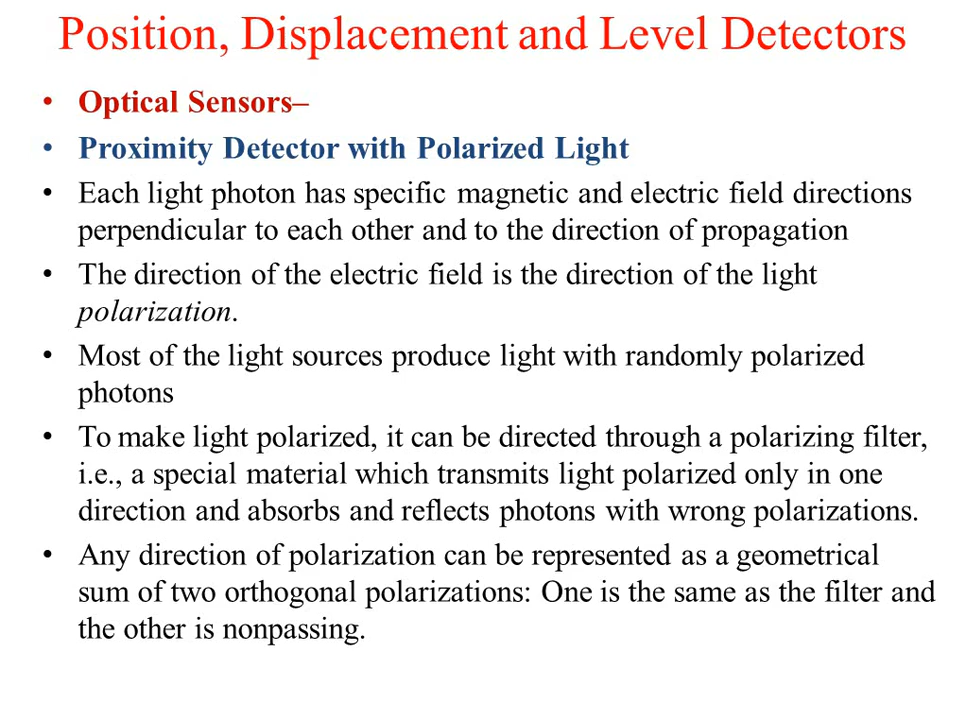 Position, Displacement and Level Detectors
• Optical Sensors–
• Proximity Detector with Polarized Light
• Each light photon has specific magnetic and electric field directions
perpendicular to each other and to the direction of propagation
• The direction of the electric field is the direction of the light
polarization.
• Most of the light sources produce light with randomly polarized
photons
• To make light polarized, it can be directed through a polarizing filter,
i.e., a special material which transmits light polarized only in one
direction and absorbs and reflects photons with wrong polarizations.
• Any direction of polarization can be represented as a geometrical
sum of two orthogonal polarizations: One is the same as the filter and
the other is nonpassing.